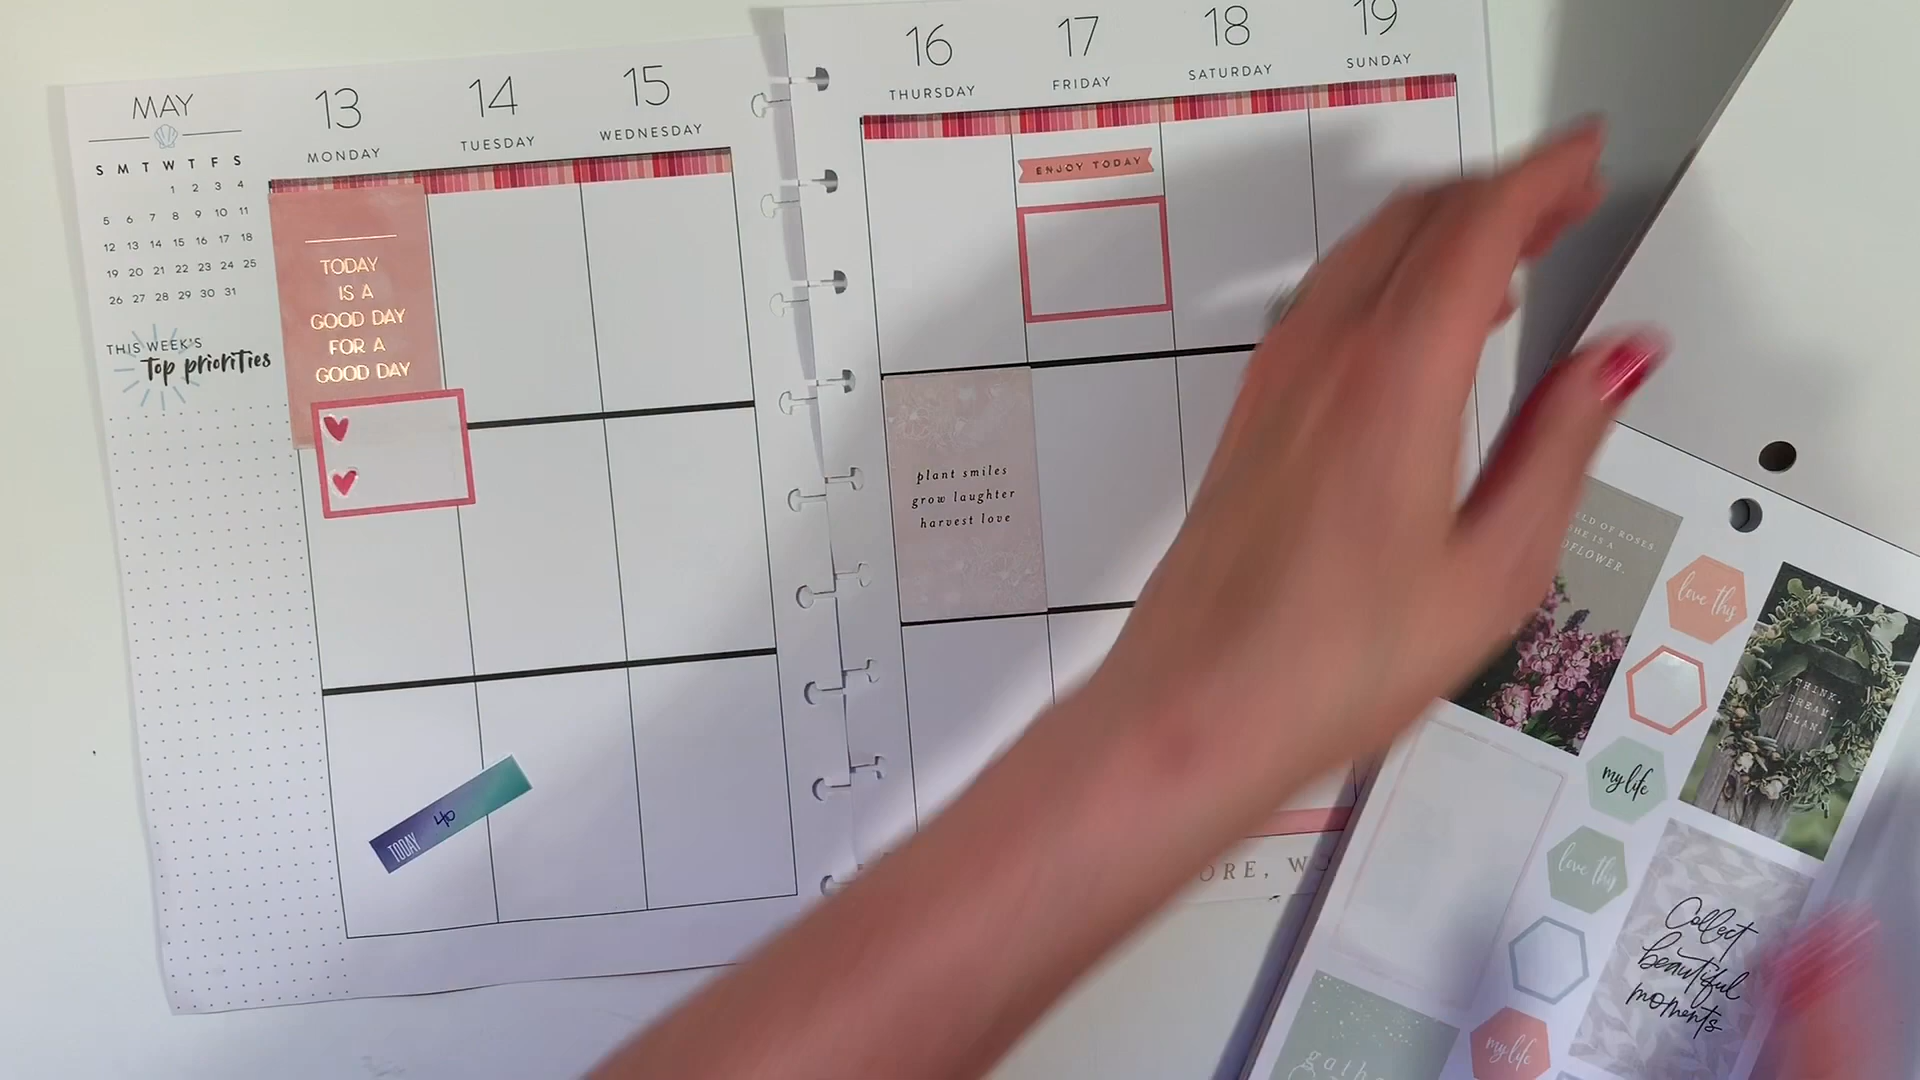 MAY
S M T W T F S
1 2 3 4
5 6 7 8 9 10 11
12 13 14 15 16 17 18
19 20 21 22 23 24 25
26 27 28 29 30 31
THIS WEEK'S
Top priorities
13
MONDAY
14
TUESDAY
15
WEDNESDAY
TODAY
IS A
GOOD DAY
FOR A
GOOD DAY
TODAY 40
16
THURSDAY
17
FRIDAY
18
SATURDAY
19
SUNDAY
ENJOY TODAY
plant smiles
grow laughter
harvest love
OF ROSES,
IS A
love this
THINK.
DREAM.
PLAN.
my life
love this
Collect
beautiful
moments
my life